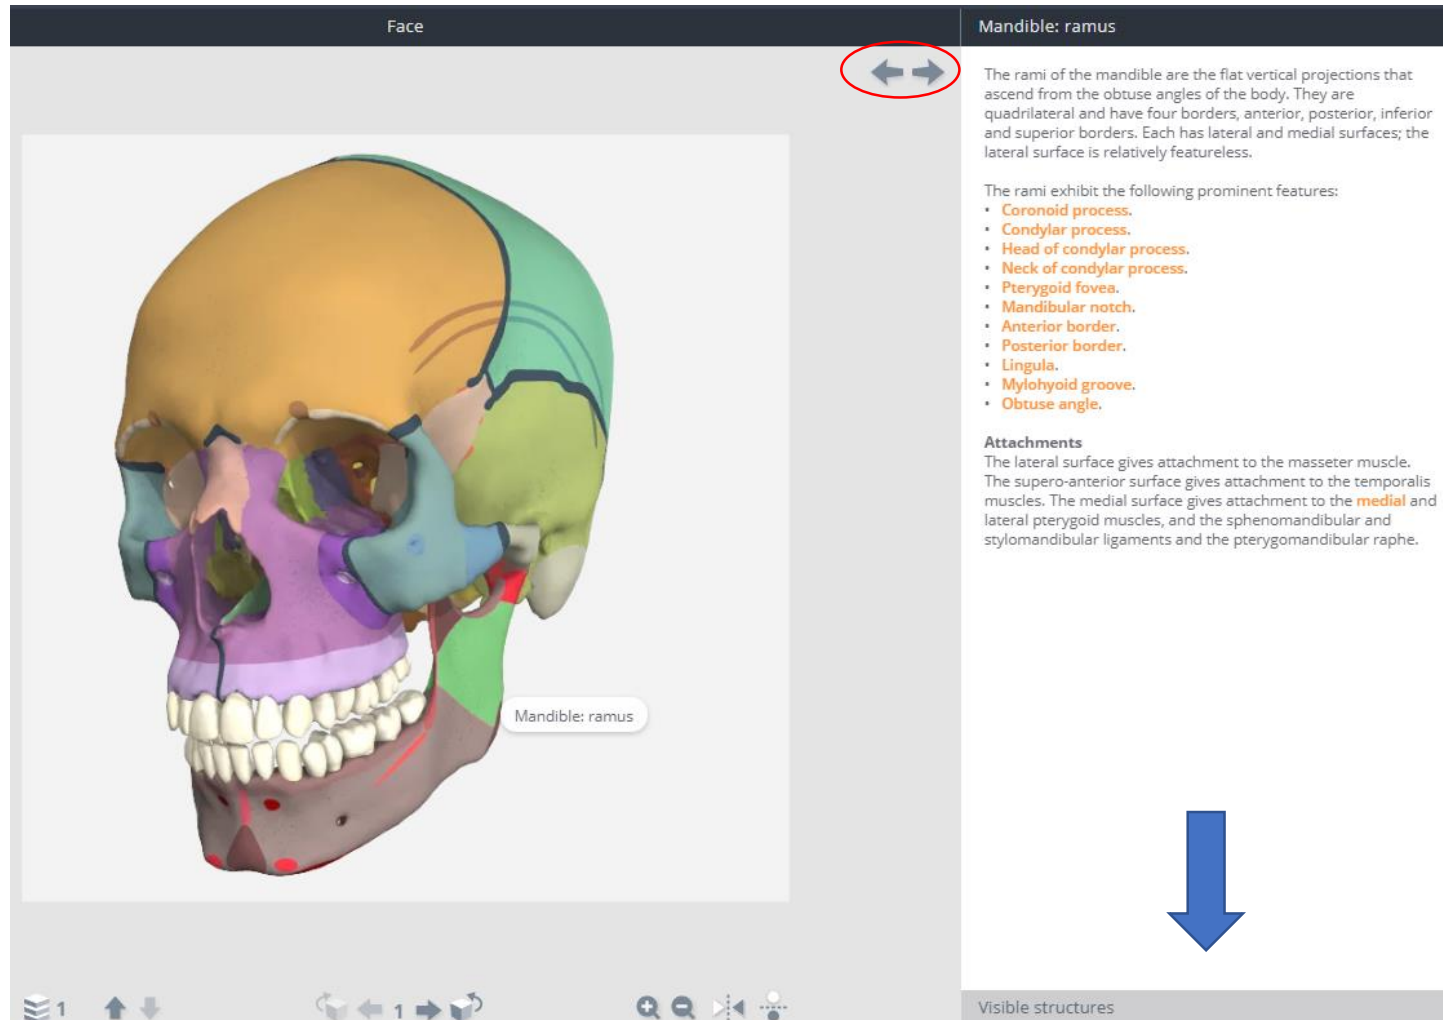 Face
Mandible: ramus
The rami of the mandible are the flat vertical projections that
ascend from the obtuse angles of the body. They are
quadrilateral and have four borders, anterior, posterior, inferior
and superior borders. Each has lateral and medial surfaces; the
lateral surface is relatively featureless.
The rami exhibit the following prominent features:
• Coronoid process.
• Condylar process.
• Head of condylar process.
• Neck of condylar process.
• Pterygoid fovea.
• Mandibular notch.
• Anterior border.
• Posterior border.
• Lingula.
• Mylohyoid groove.
• Obtuse angle.
Attachments
The lateral surface gives attachment to the masseter muscle.
The supero-anterior surface gives attachment to the temporalis
muscles. The medial surface gives attachment to the medial and
lateral pterygoid muscles, and the sphenomandibular and
stylomandibular ligaments and the pterygomandibular raphe.
Mandible: ramus
1
1
Visible structures